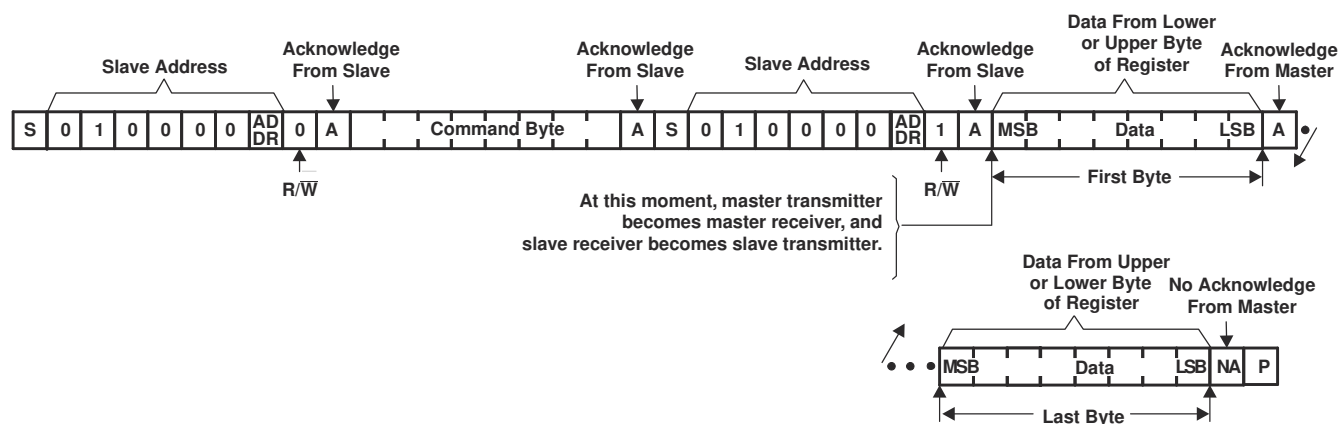 Slave Address
Acknowledge
From Slave
Acknowledge
From Slave
Slave Address
Acknowledge
From Slave
Data From Lower
or Upper Byte
of Register
Acknowledge
From Master
S 0 1 0 0 0 0 AD DR 0 A Command Byte A S 0 1 0 0 0 0 AD DR 1 A MSB Data LSB A
R/W̅
R/W̅
First Byte
At this moment, master transmitter
becomes master receiver, and
slave receiver becomes slave transmitter.
Data From Upper
or Lower Byte
of Register
No Acknowledge
From Master
MSB Data LSB NA P
Last Byte